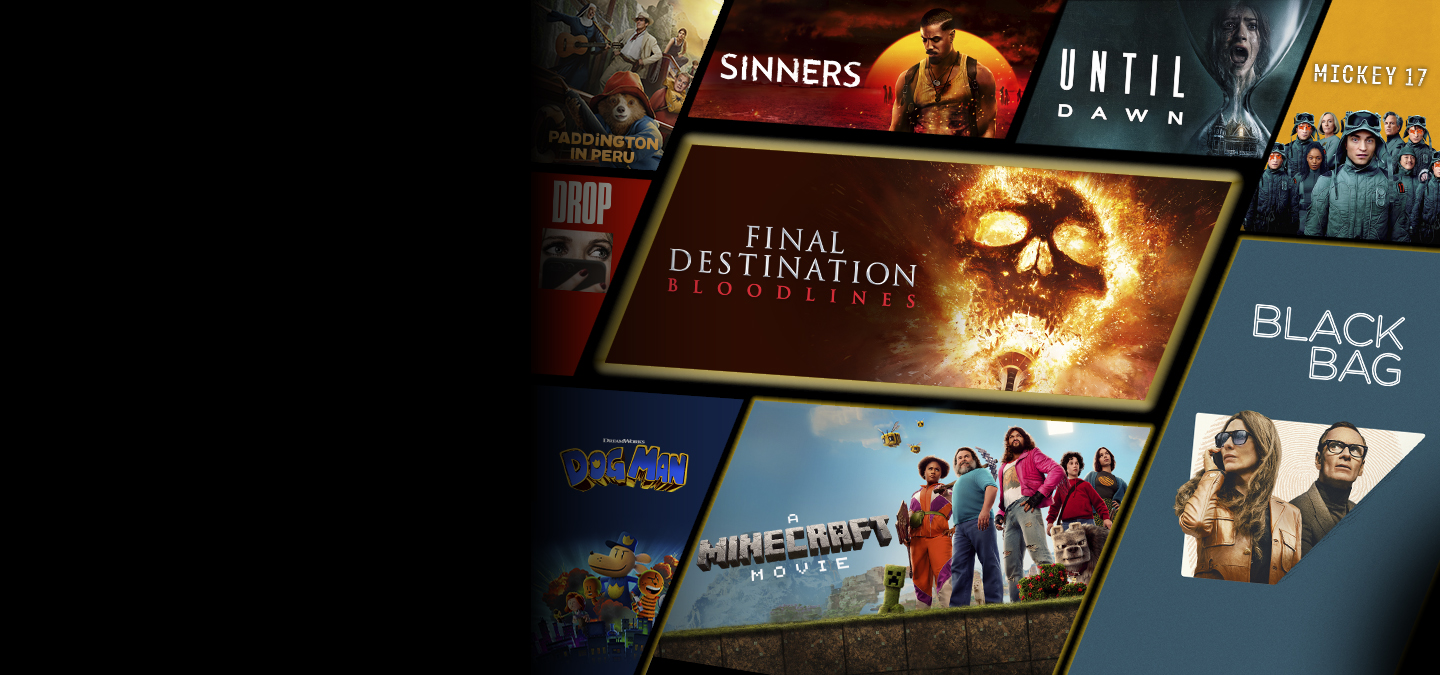 PADDINGTON
IN PERU
SINNERS
UNTIL
DAWN
MICKEY 17
DROP
FINAL
DESTINATION
BLOODLINES
BLACK
BAG
DREAMWORKS
DOG MAN
A
MINECRAFT
MOVIE